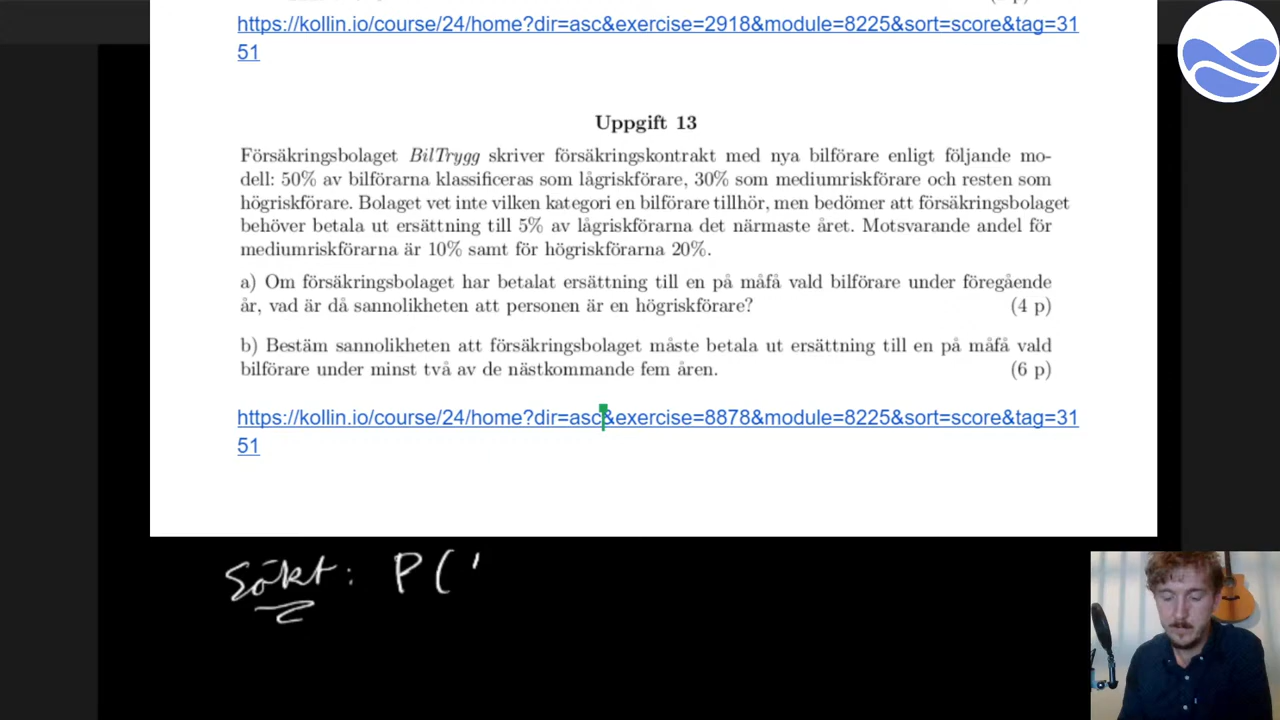 https://kollin.io/course/24/home?dir=asc&exercise=2918&module=8225&sort=score&tag=31
51
Uppgift 13
Försäkringsbolaget BilTrygg skriver försäkringskontrakt med nya bilförare enligt följande mo-
dell: 50% av bilförarna klassificeras som lågriskförare, 30% som mediumriskförare och resten som
högriskförare. Bolaget vet inte vilken kategori en bilförare tillhör, men bedömer att försäkringsbolaget
behöver betala ut ersättning till 5% av lågriskförarna det närmaste året. Motsvarande andel för
mediumriskförarna är 10% samt för högriskförarna 20%.
a) Om försäkringsbolaget har betalat ersättning till en på måfå vald bilförare under föregående
år, vad är då sannolikheten att personen är en högriskförare? (4 p)
b) Bestäm sannolikheten att försäkringsbolaget måste betala ut ersättning till en på måfå vald
bilförare under minst två av de nästkommande fem åren. (6 p)
https://kollin.io/course/24/home?dir=asc&exercise=8878&module=8225&sort=score&tag=31
51
Sökt: P( '